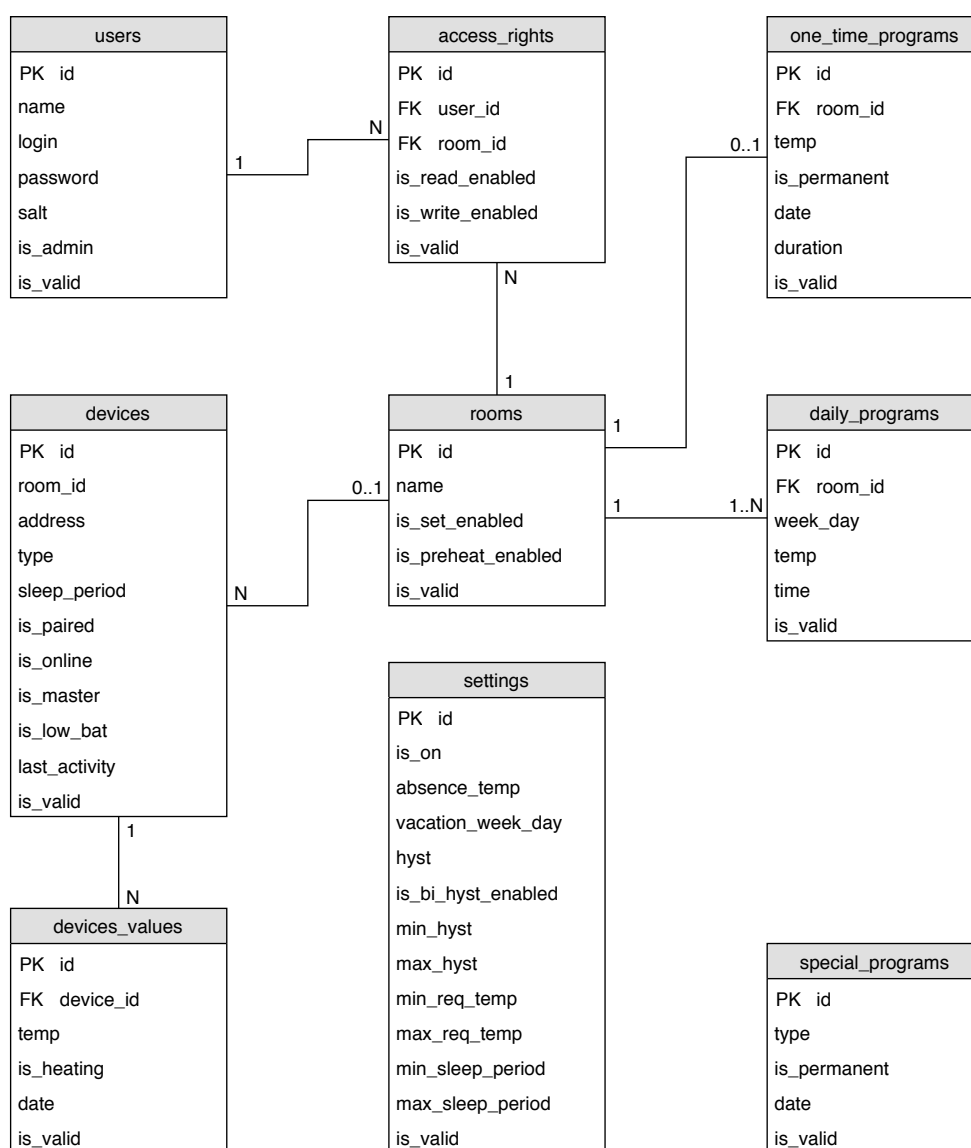 users
PK id
name
login
password
salt
is_admin
is_valid
1
N
access_rights
PK id
FK user_id
FK room_id
is_read_enabled
is_write_enabled
is_valid
N
1
one_time_programs
PK id
FK room_id
temp
is_permanent
date
duration
is_valid
0..1
1
devices
PK id
room_id
address
type
sleep_period
is_paired
is_online
is_master
is_low_bat
last_activity
is_valid
N
0..1
rooms
PK id
name
is_set_enabled
is_preheat_enabled
is_valid
1
1..N
daily_programs
PK id
FK room_id
week_day
temp
time
is_valid
1
N
devices_values
PK id
FK device_id
temp
is_heating
date
is_valid
settings
PK id
is_on
absence_temp
vacation_week_day
hyst
is_bi_hyst_enabled
min_hyst
max_hyst
min_req_temp
max_req_temp
min_sleep_period
max_sleep_period
is_valid
special_programs
PK id
type
is_permanent
date
is_valid